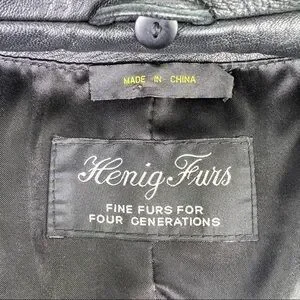 MADE IN CHINA
Henig Furs
FINE FURS FOR
FOUR GENERATIONS